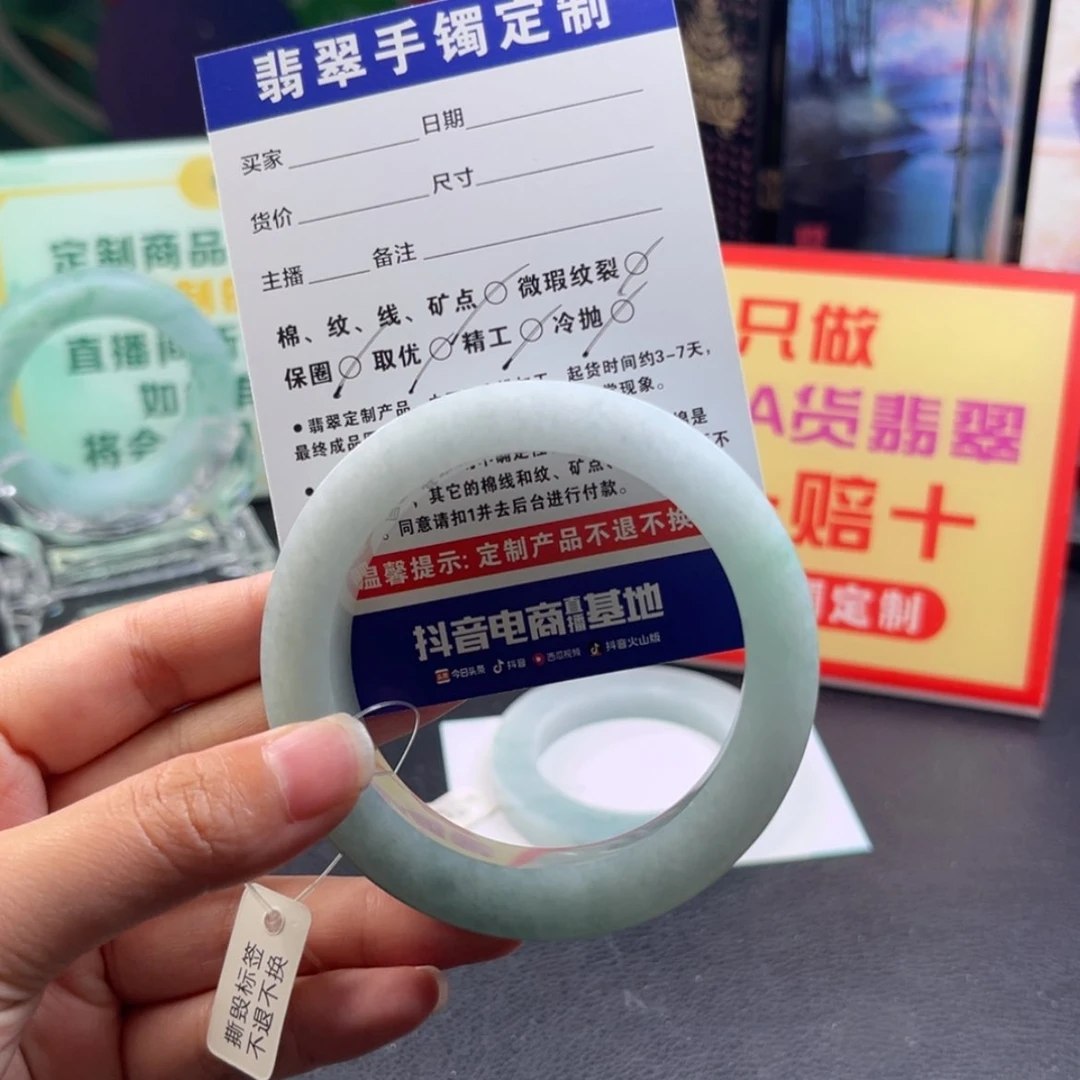 翡翠手镯定制
买家 日期
货价 尺寸
主播 备注
棉、纹、线、矿点 微瑕纹裂
保圈 取优 精工 冷抛
● 翡翠定制产品 起货时间约3-7天,
最终成品 现象。
棉是
其它的棉线和纹、矿点、 不
。同意请扣1并去后台进行付款。
温馨提示: 定制产品不退不换
抖音电商直播基地
今日头条 抖音 西瓜视频 抖音火山版
撕毁标签
不退不换
定制商品
直播间
如
将会
只做
A货翡翠
赔十
定制